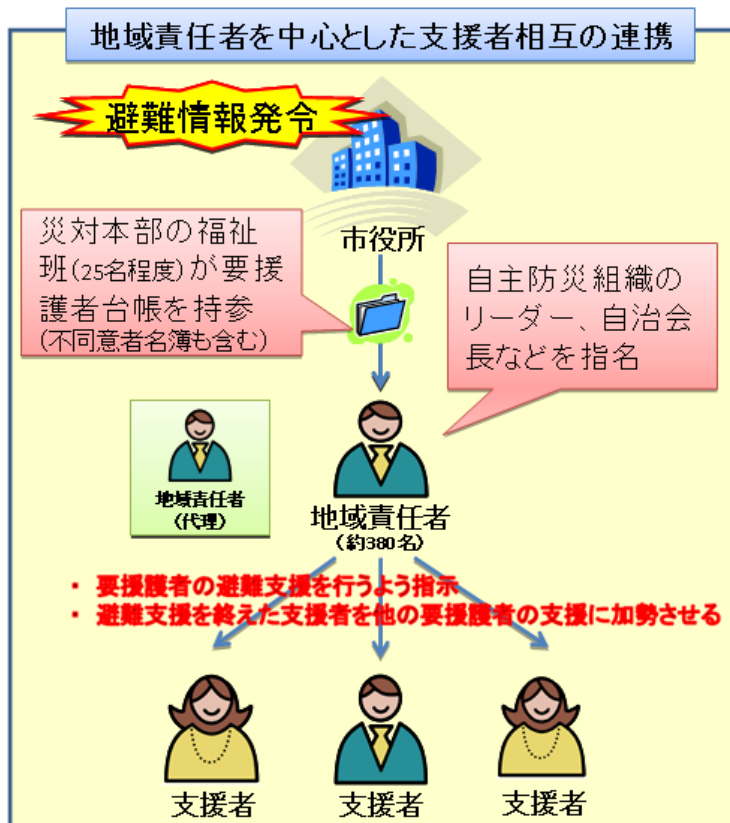 地域責任者を中心とした支援者相互の連携
避難情報発令
市役所
災対本部の福祉
班(25名程度)が要援
護者台帳を持参
(不同意者名簿も含む)
自主防災組織の
リーダー、自治会
長などを指名
地域責任者
(代理)
地域責任者
(約380名)
・ 要援護者の避難支援を行うよう指示
・ 避難支援を終えた支援者を他の要援護者の支援に加勢させる
支援者
支援者
支援者